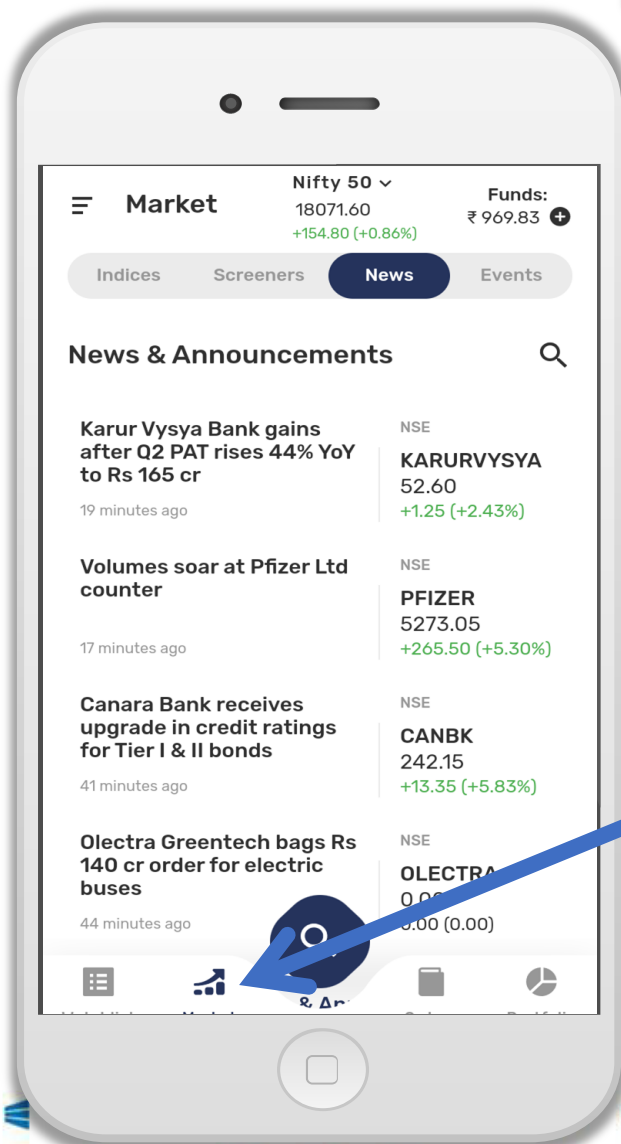 Market
Nifty 50
18071.60
+154.80 (+0.86%)
Funds:
₹ 969.83
Indices Screeners News Events
News & Announcements
Karur Vysya Bank gains
after Q2 PAT rises 44% YoY
to Rs 165 cr
19 minutes ago
NSE
KARURVYSYA
52.60
+1.25 (+2.43%)
Volumes soar at Pfizer Ltd
counter
17 minutes ago
NSE
PFIZER
5273.05
+265.50 (+5.30%)
Canara Bank receives
upgrade in credit ratings
for Tier I & II bonds
41 minutes ago
NSE
CANBK
242.15
+13.35 (+5.83%)
Olectra Greentech bags Rs
140 cr order for electric
buses
44 minutes ago
NSE
OLECTRA
0.00 (0.00)